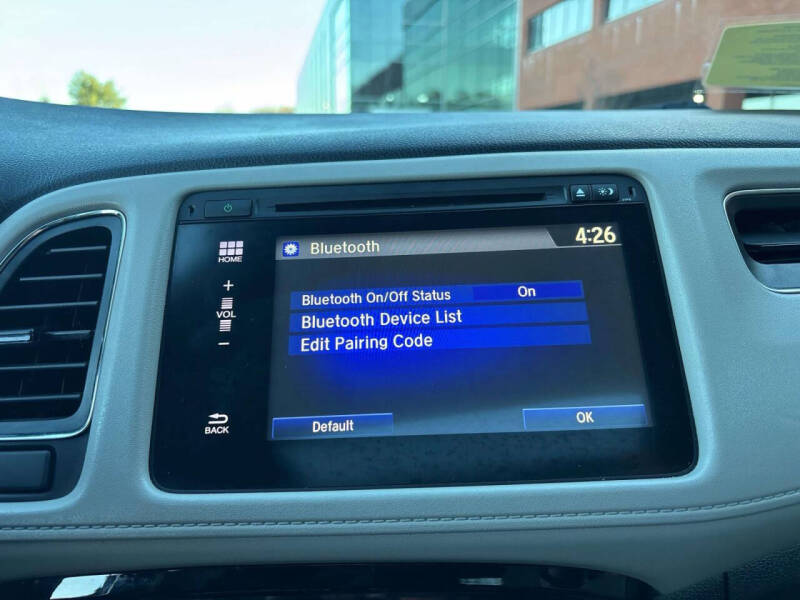 Bluetooth 4:26
HOME
+
VOL
−
Bluetooth On/Off Status On
Bluetooth Device List
Edit Pairing Code
BACK
Default OK